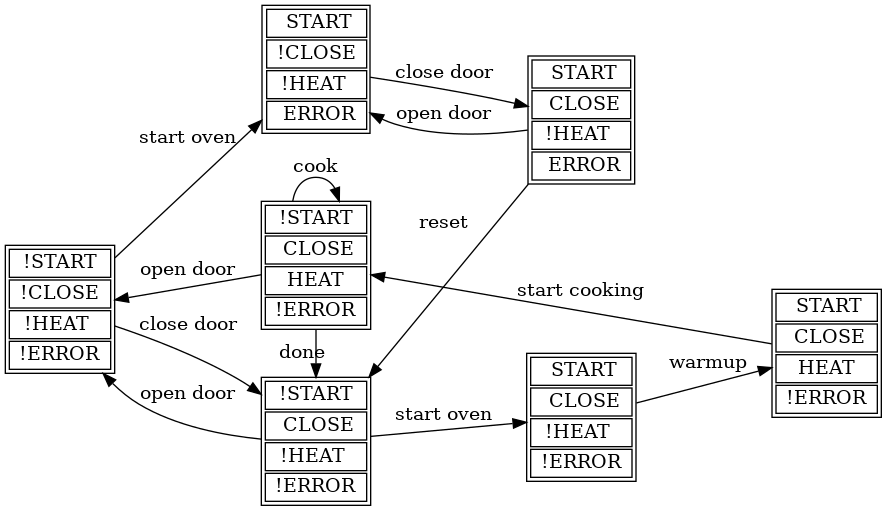 START
!CLOSE
!HEAT
ERROR
close door
open door
START
CLOSE
!HEAT
ERROR
start oven
cook
!START
CLOSE
HEAT
!ERROR
reset
open door
!START
!CLOSE
!HEAT
!ERROR
close door
open door
done
start cooking
!START
CLOSE
!HEAT
!ERROR
start oven
START
CLOSE
!HEAT
!ERROR
warmup
START
CLOSE
HEAT
!ERROR